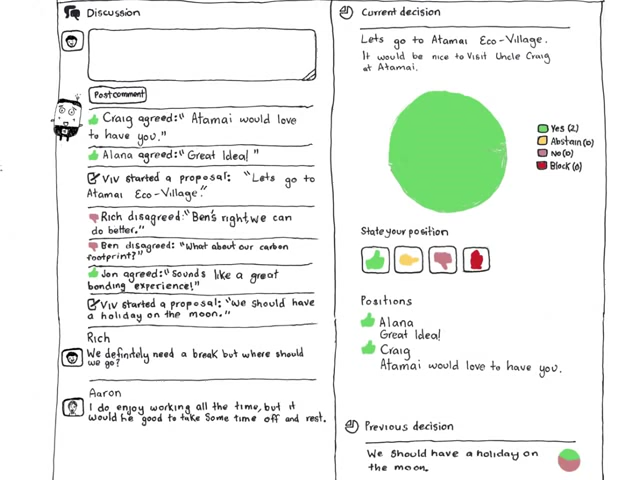 Discussion
Post comment
Craig agreed: "Atamai would love
to have you."
Alana agreed: "Great Idea!"
Viv started a proposal: "Lets go to
Atamai Eco-Village."
Rich disagreed: "Ben's right, we can
do better."
Ben disagreed: "What about our carbon
footprint?"
Jon agreed: "Sounds like a great
bonding experience!"
Viv started a proposal: "We should have
a holiday on the moon."
Rich
We definitely need a break but where should
we go?
Aaron
I do enjoy working all the time, but it
would be good to take some time off and rest.
Current decision
Lets go to Atamai Eco-Village.
It would be nice to visit Uncle Craig
at Atamai.
Yes (2)
Abstain (0)
No (0)
Block (0)
State your position
Positions
Alana
Great Idea!
Craig
Atamai would love to have you.
Previous decision
We should have a holiday on
the moon.